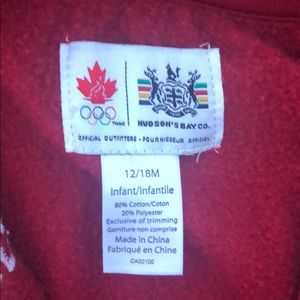 HUDSON'S BAY CO.
OFFICIAL OUTFITTERS • FOURNISSEUR OFFICIEL
12/18M
Infant/Infantile
80% Cotton/Coton
20% Polyester
Exclusive of trimming
Garniture non comprise
Made in China
Fabriqué en Chine
CA00100